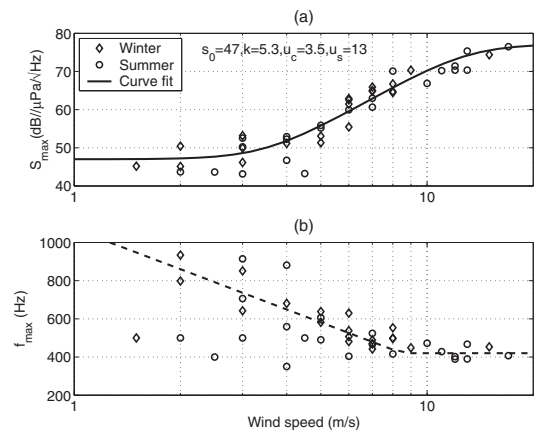 (a)
S_max(dB//μPa/√Hz)
80
70
60
50
40
Winter
Summer
Curve fit
s_0=47,k=5.3,u_c=3.5,u_s=13
1
10
(b)
f_max (Hz)
1000
800
600
400
200
1
10
Wind speed (m/s)